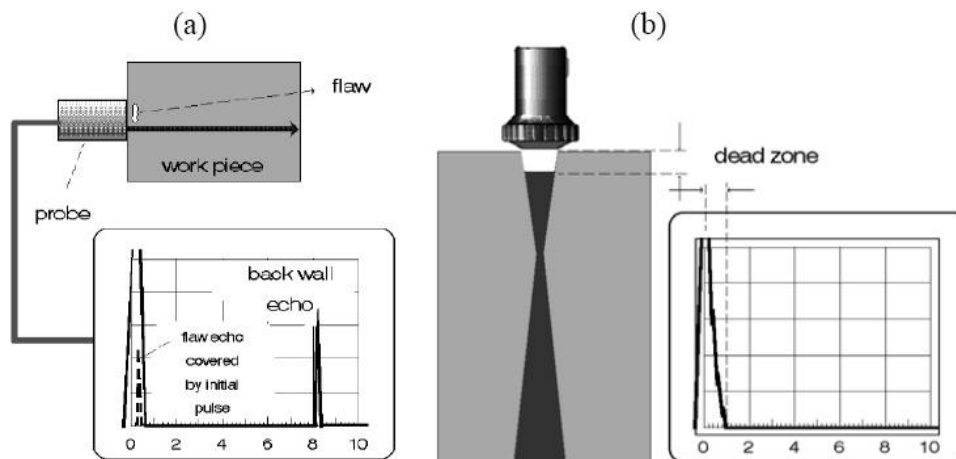 (a)
flaw
work piece
probe
back wall
echo
flaw echo
covered
by initial
pulse
0 2 4 6 8 10
(b)
dead zone
0 2 4 6 8 10